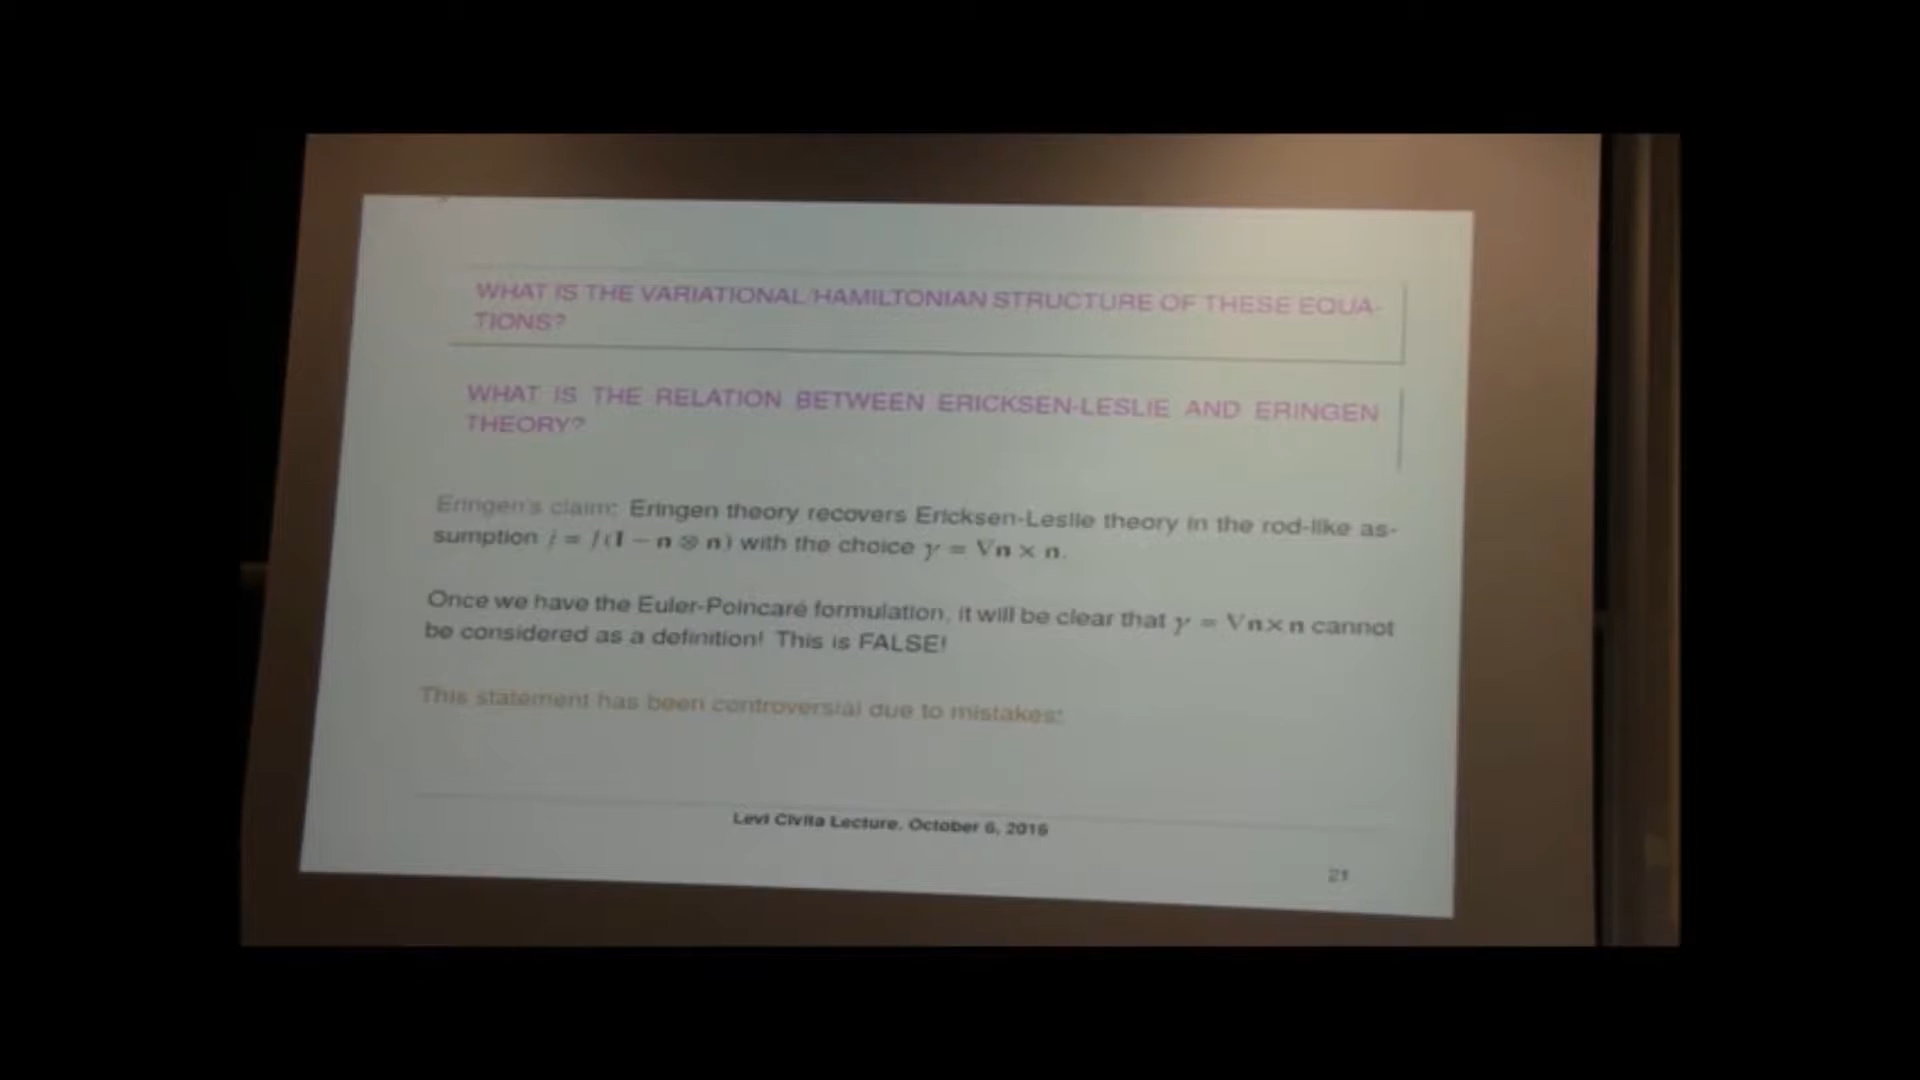 WHAT IS THE VARIATIONAL/HAMILTONIAN STRUCTURE OF THESE EQUA-
TIONS?
WHAT IS THE RELATION BETWEEN ERICKSEN-LESLIE AND ERINGEN
THEORY?
Eringen's claim: Eringen theory recovers Ericksen-Leslie theory in the rod-like as-
sumption j = J(I − n ⊗ n) with the choice γ = ∇n × n.
Once we have the Euler-Poincaré formulation, it will be clear that γ = ∇n×n cannot
be considered as a definition! This is FALSE!
This statement has been controversial due to mistakes:
Levi Civita Lecture, October 6, 2016
21